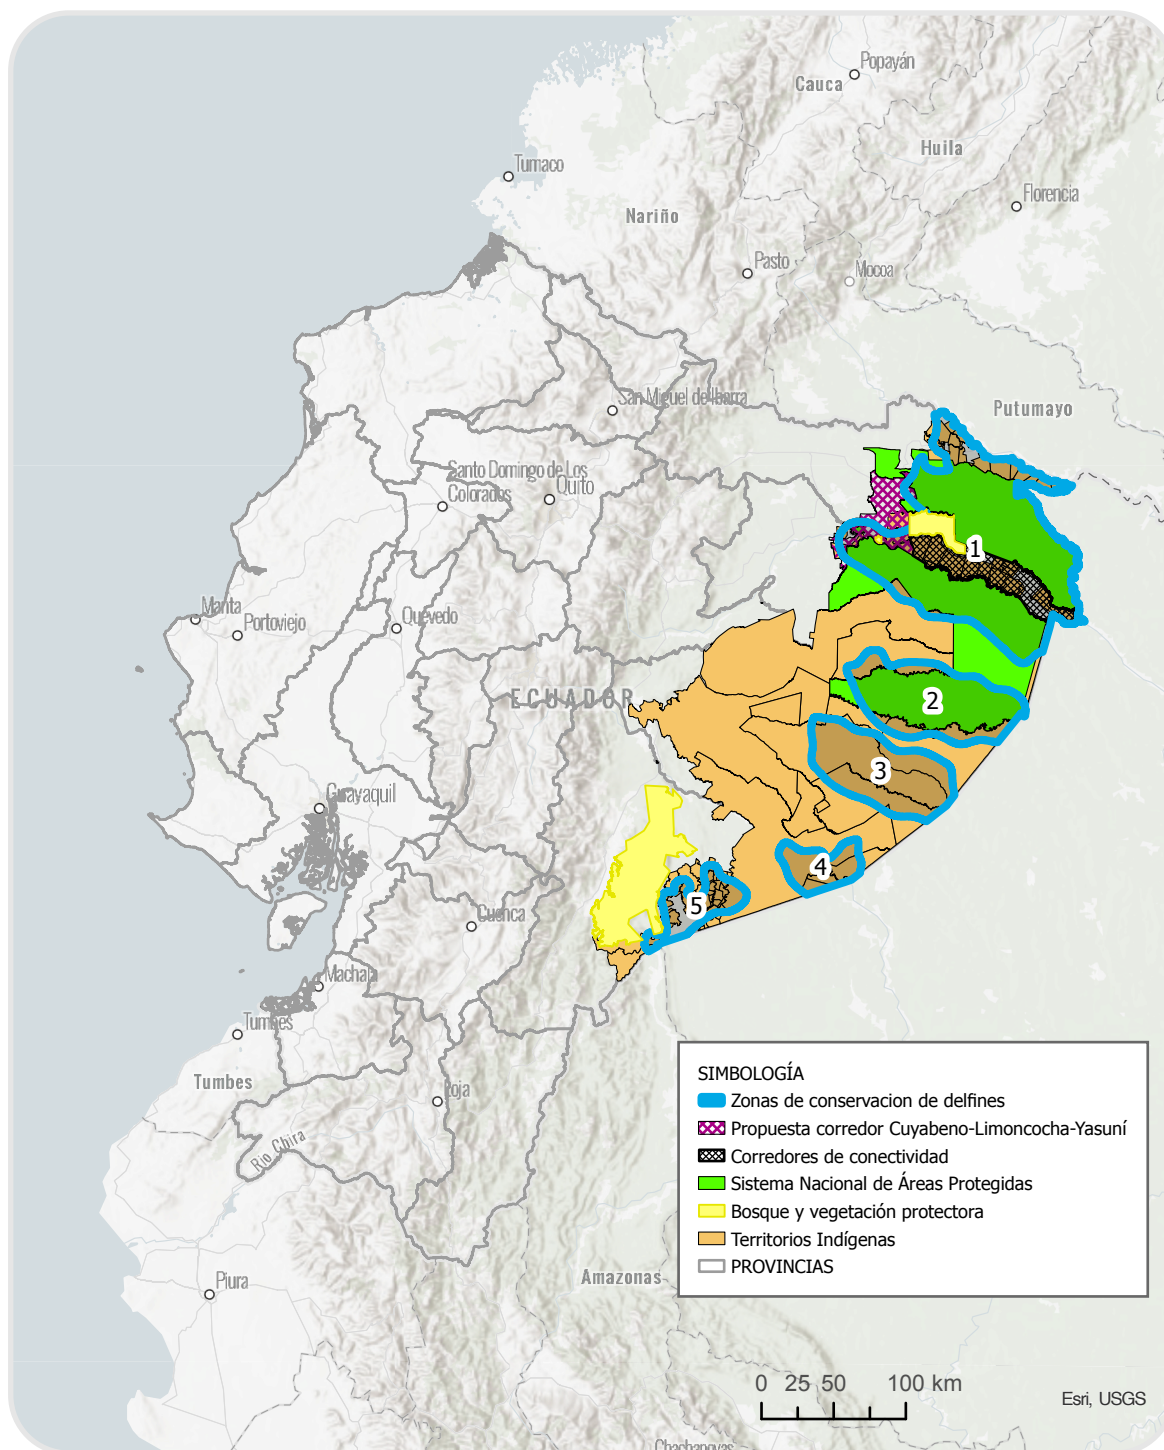 Popayán
Cauca
Huila
Tumaco
Florencia
Nariño
Pasto
Mocoa
San Miguel de Ibarra
Putumayo
Santo Domingo de Los
Colorados
Quito
1
Manta
Portoviejo
Quevedo
ECUADOR
2
3
Guayaquil
4
5
Cuenca
Machala
Tumbes
Tumbes
Loja
Rio Chira
SIMBOLOGÍA
Zonas de conservacion de delfines
Propuesta corredor Cuyabeno-Limoncocha-Yasuní
Corredores de conectividad
Sistema Nacional de Áreas Protegidas
Bosque y vegetación protectora
Territorios Indígenas
PROVINCIAS
Amazonas
Piura
0 25 50 100 km
Esri, USGS
Chachapoyas